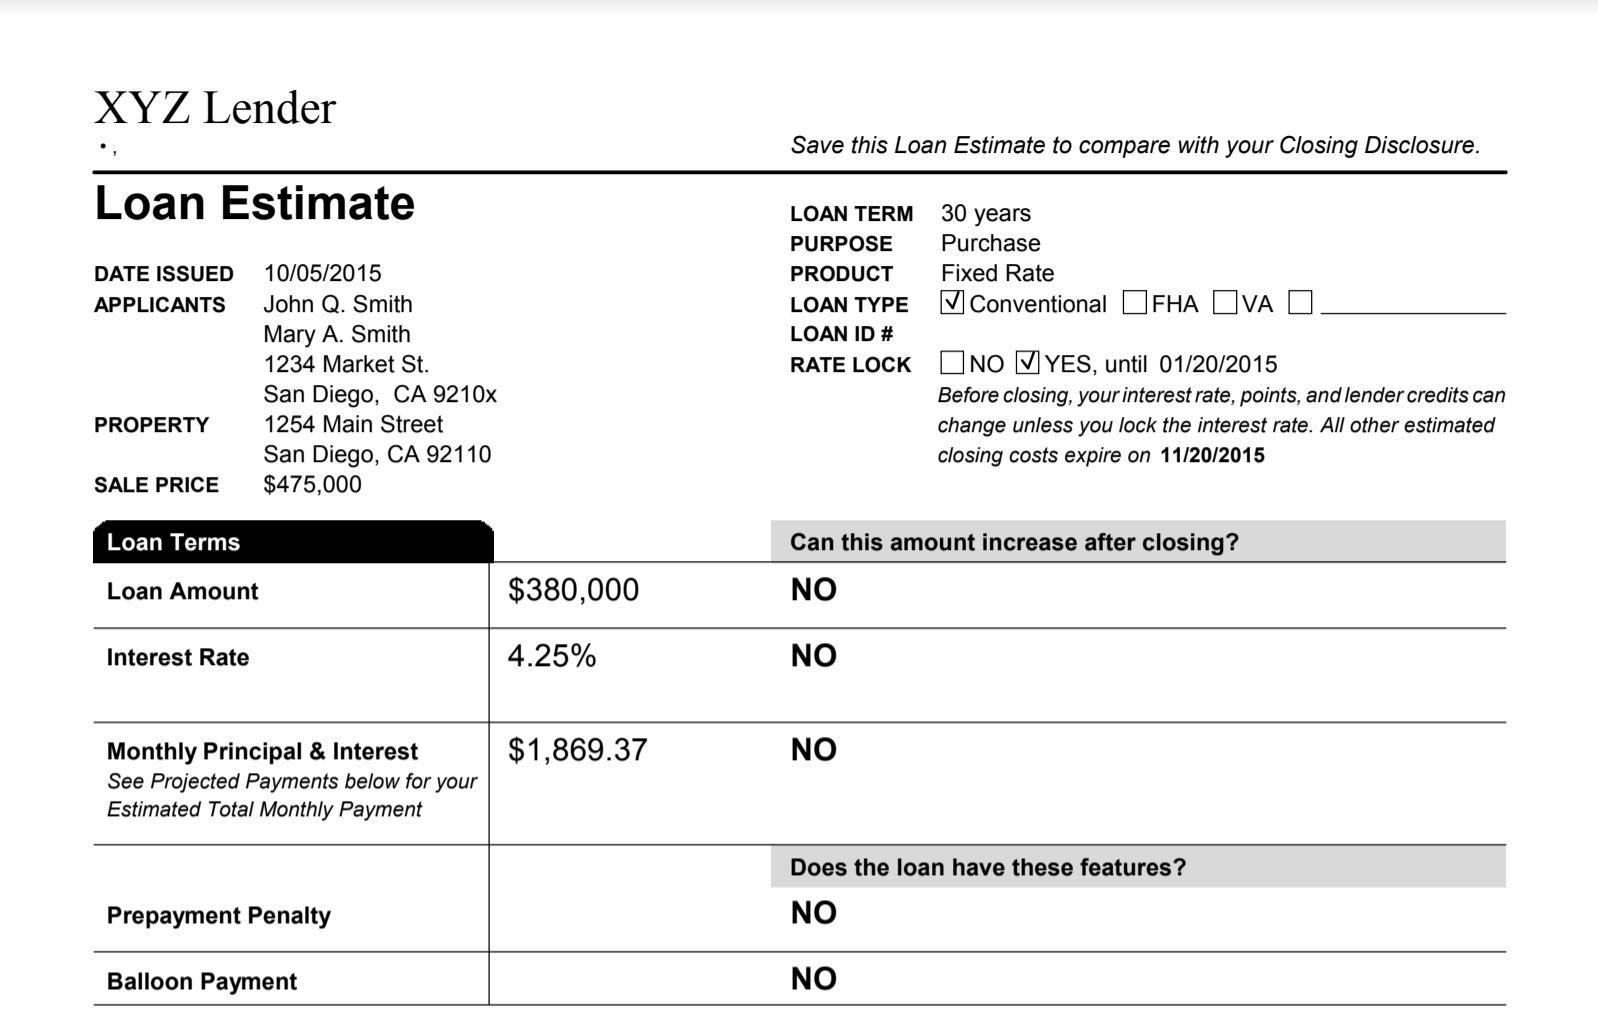 XYZ Lender
• ,
Save this Loan Estimate to compare with your Closing Disclosure.
Loan Estimate
DATE ISSUED 10/05/2015
APPLICANTS John Q. Smith
Mary A. Smith
1234 Market St.
San Diego, CA 9210x
PROPERTY 1254 Main Street
San Diego, CA 92110
SALE PRICE $475,000
LOAN TERM 30 years
PURPOSE Purchase
PRODUCT Fixed Rate
LOAN TYPE ☑ Conventional ☐ FHA ☐ VA ☐ ______________
LOAN ID #
RATE LOCK ☐ NO ☑ YES, until 01/20/2015
Before closing, your interest rate, points, and lender credits can
change unless you lock the interest rate. All other estimated
closing costs expire on 11/20/2015
Loan Terms Can this amount increase after closing?
Loan Amount $380,000 NO
Interest Rate 4.25% NO
Monthly Principal & Interest $1,869.37 NO
See Projected Payments below for your
Estimated Total Monthly Payment
Does the loan have these features?
Prepayment Penalty NO
Balloon Payment NO